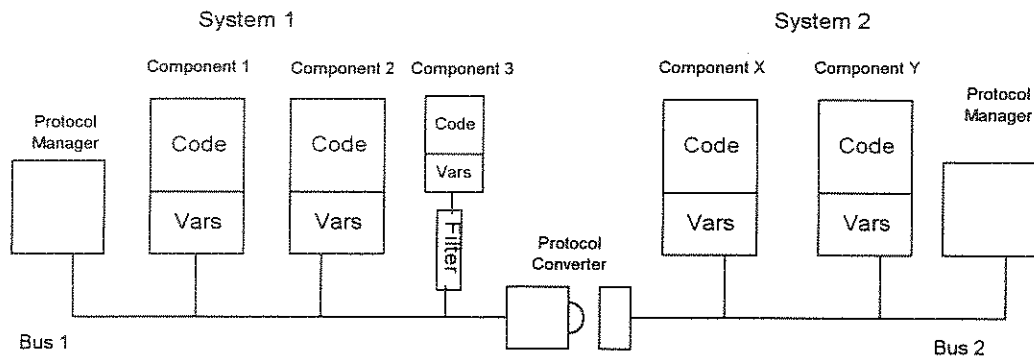 System 1
System 2
Component 1
Component 2
Component 3
Component X
Component Y
Protocol
Manager
Code
Vars
Code
Vars
Code
Vars
Filter
Protocol
Converter
Code
Vars
Code
Vars
Protocol
Manager
Bus 1
Bus 2